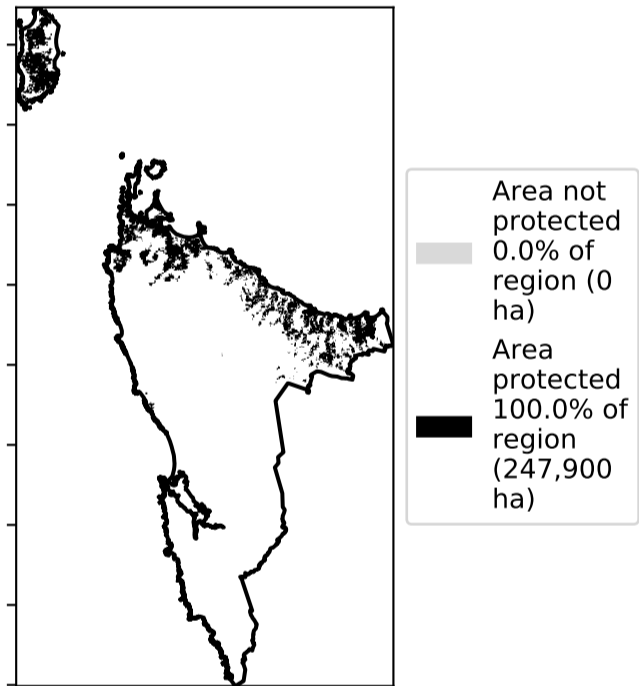 Area not
protected
0.0% of
region (0
ha)
Area
protected
100.0% of
region
(247,900
ha)